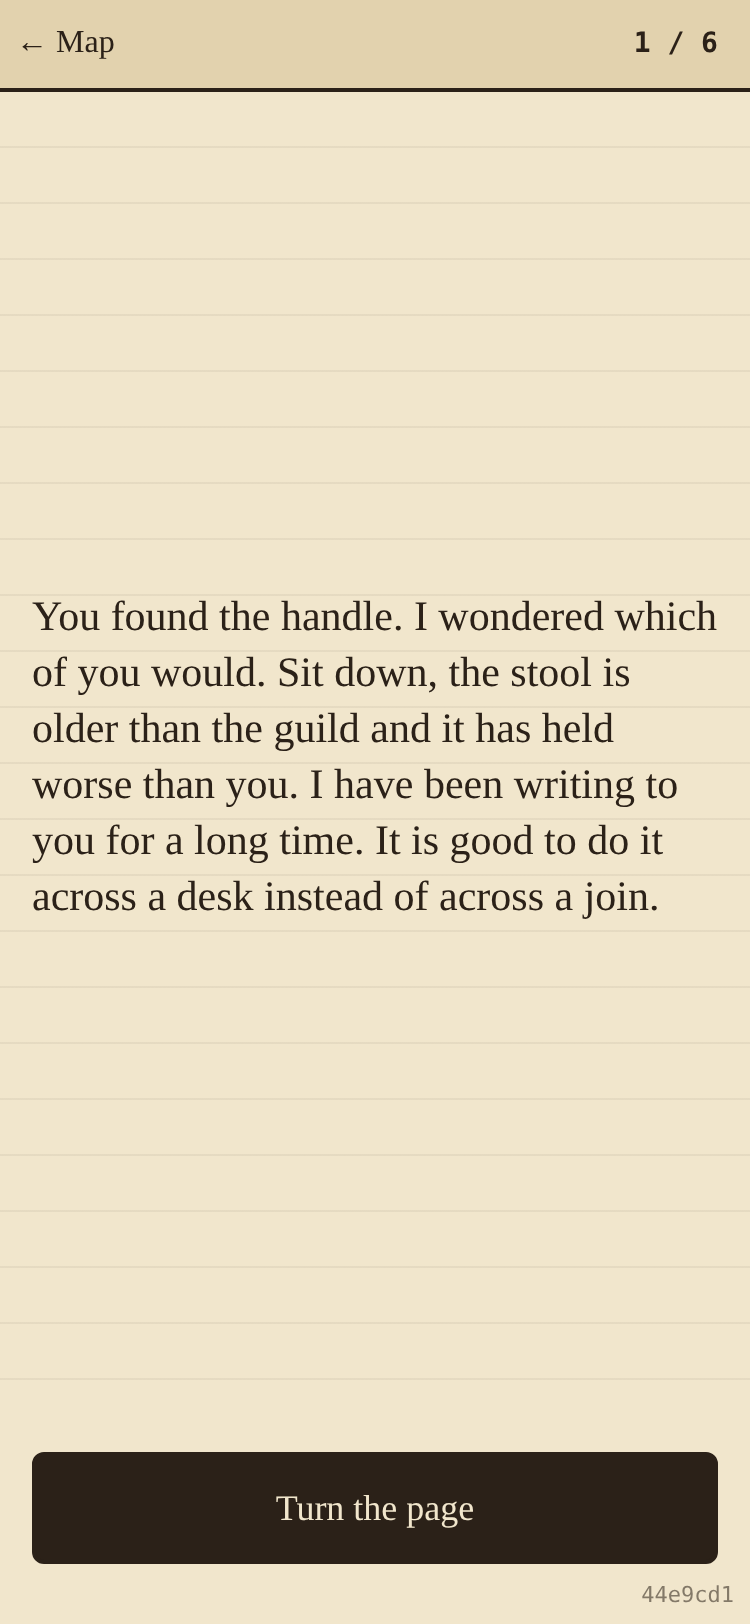 ← Map
1 / 6
You found the handle. I wondered which
of you would. Sit down, the stool is
older than the guild and it has held
worse than you. I have been writing to
you for a long time. It is good to do it
across a desk instead of across a join.
Turn the page
44e9cd1